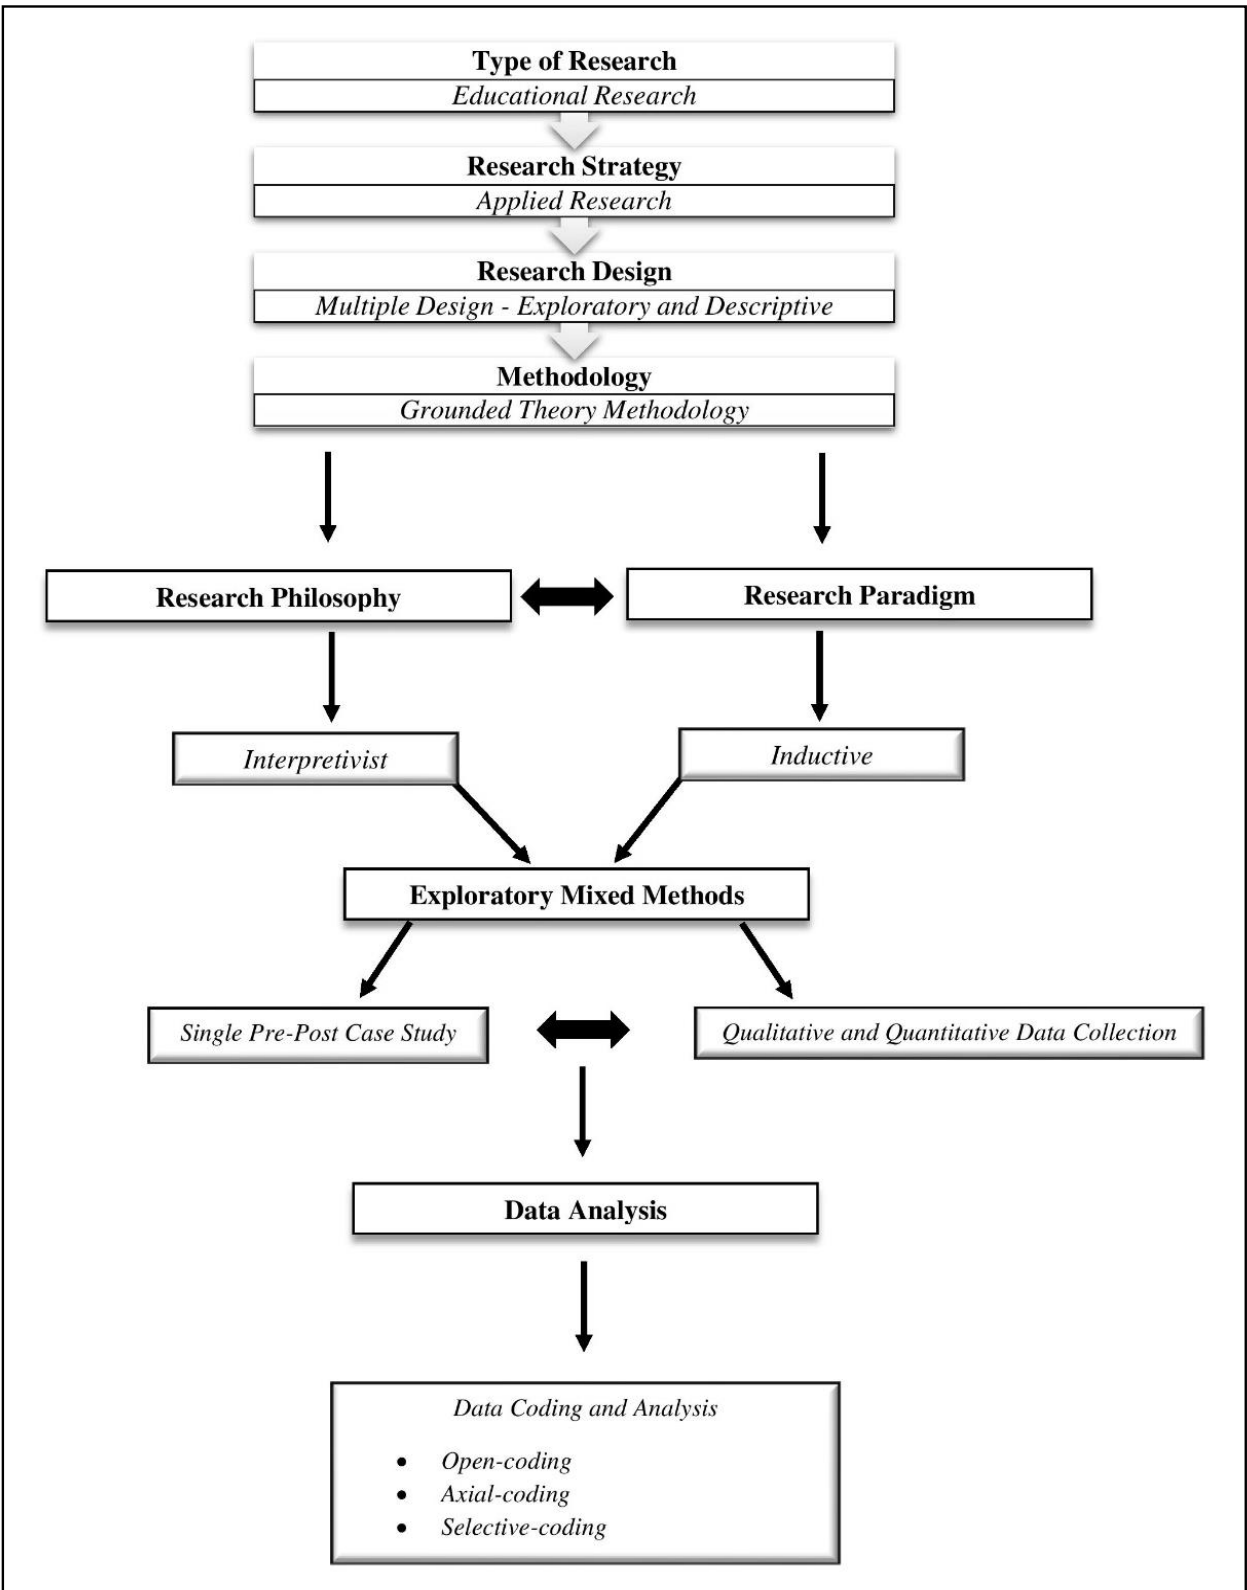 Type of Research
Educational Research
Research Strategy
Applied Research
Research Design
Multiple Design - Exploratory and Descriptive
Methodology
Grounded Theory Methodology
Research Philosophy
Research Paradigm
Interpretivist
Inductive
Exploratory Mixed Methods
Single Pre-Post Case Study
Qualitative and Quantitative Data Collection
Data Analysis
Data Coding and Analysis
• Open-coding
• Axial-coding
• Selective-coding